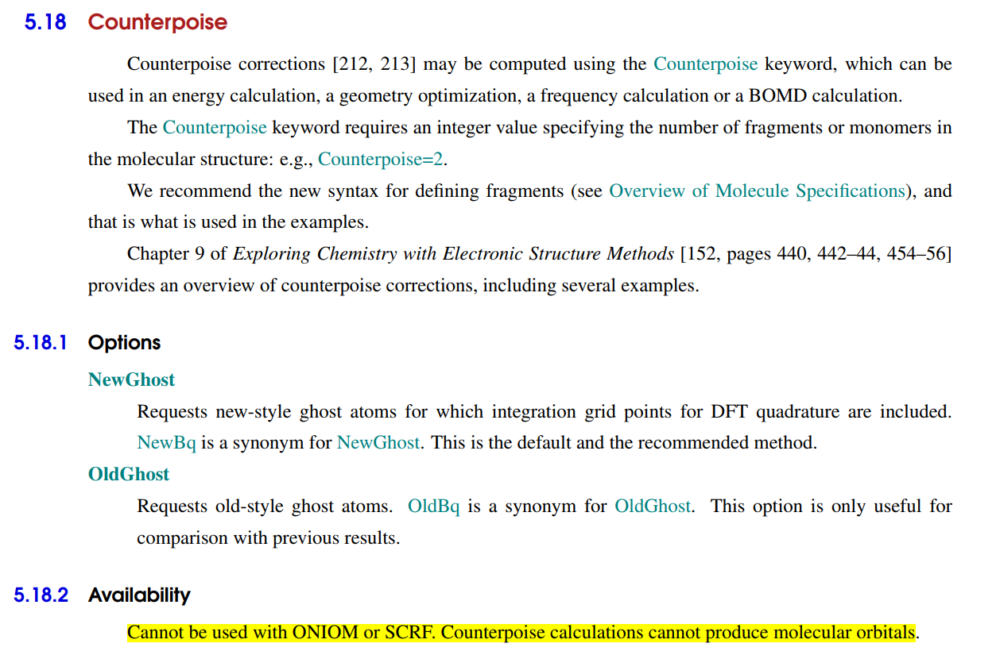 5.18 Counterpoise
Counterpoise corrections [212, 213] may be computed using the Counterpoise keyword, which can be
used in an energy calculation, a geometry optimization, a frequency calculation or a BOMD calculation.
The Counterpoise keyword requires an integer value specifying the number of fragments or monomers in
the molecular structure: e.g., Counterpoise=2.
We recommend the new syntax for defining fragments (see Overview of Molecule Specifications), and
that is what is used in the examples.
Chapter 9 of Exploring Chemistry with Electronic Structure Methods [152, pages 440, 442–44, 454–56]
provides an overview of counterpoise corrections, including several examples.
5.18.1 Options
NewGhost
Requests new-style ghost atoms for which integration grid points for DFT quadrature are included.
NewBq is a synonym for NewGhost. This is the default and the recommended method.
OldGhost
Requests old-style ghost atoms. OldBq is a synonym for OldGhost. This option is only useful for
comparison with previous results.
5.18.2 Availability
Cannot be used with ONIOM or SCRF. Counterpoise calculations cannot produce molecular orbitals.